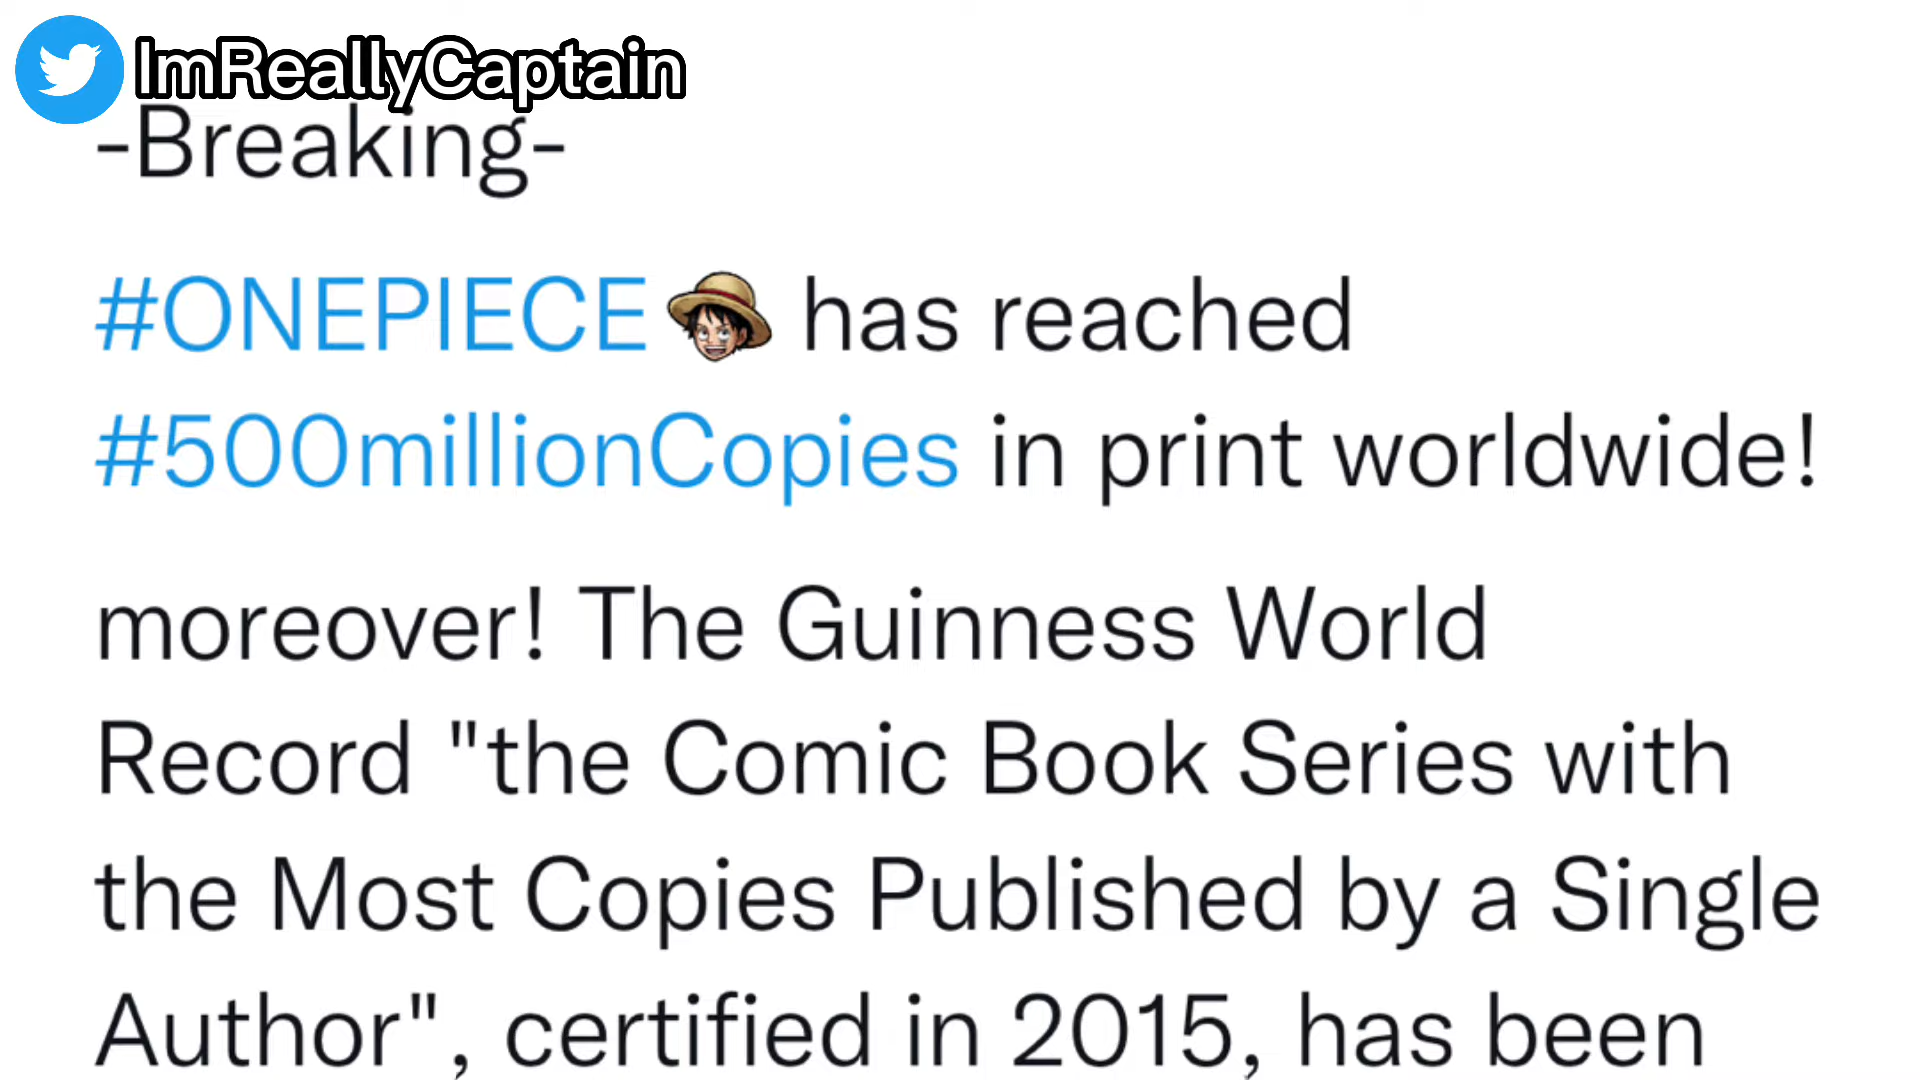 ImReallyCaptain
-Breaking-
#ONEPIECE has reached
#500millionCopies in print worldwide!
moreover! The Guinness World
Record "the Comic Book Series with
the Most Copies Published by a Single
Author", certified in 2015, has been